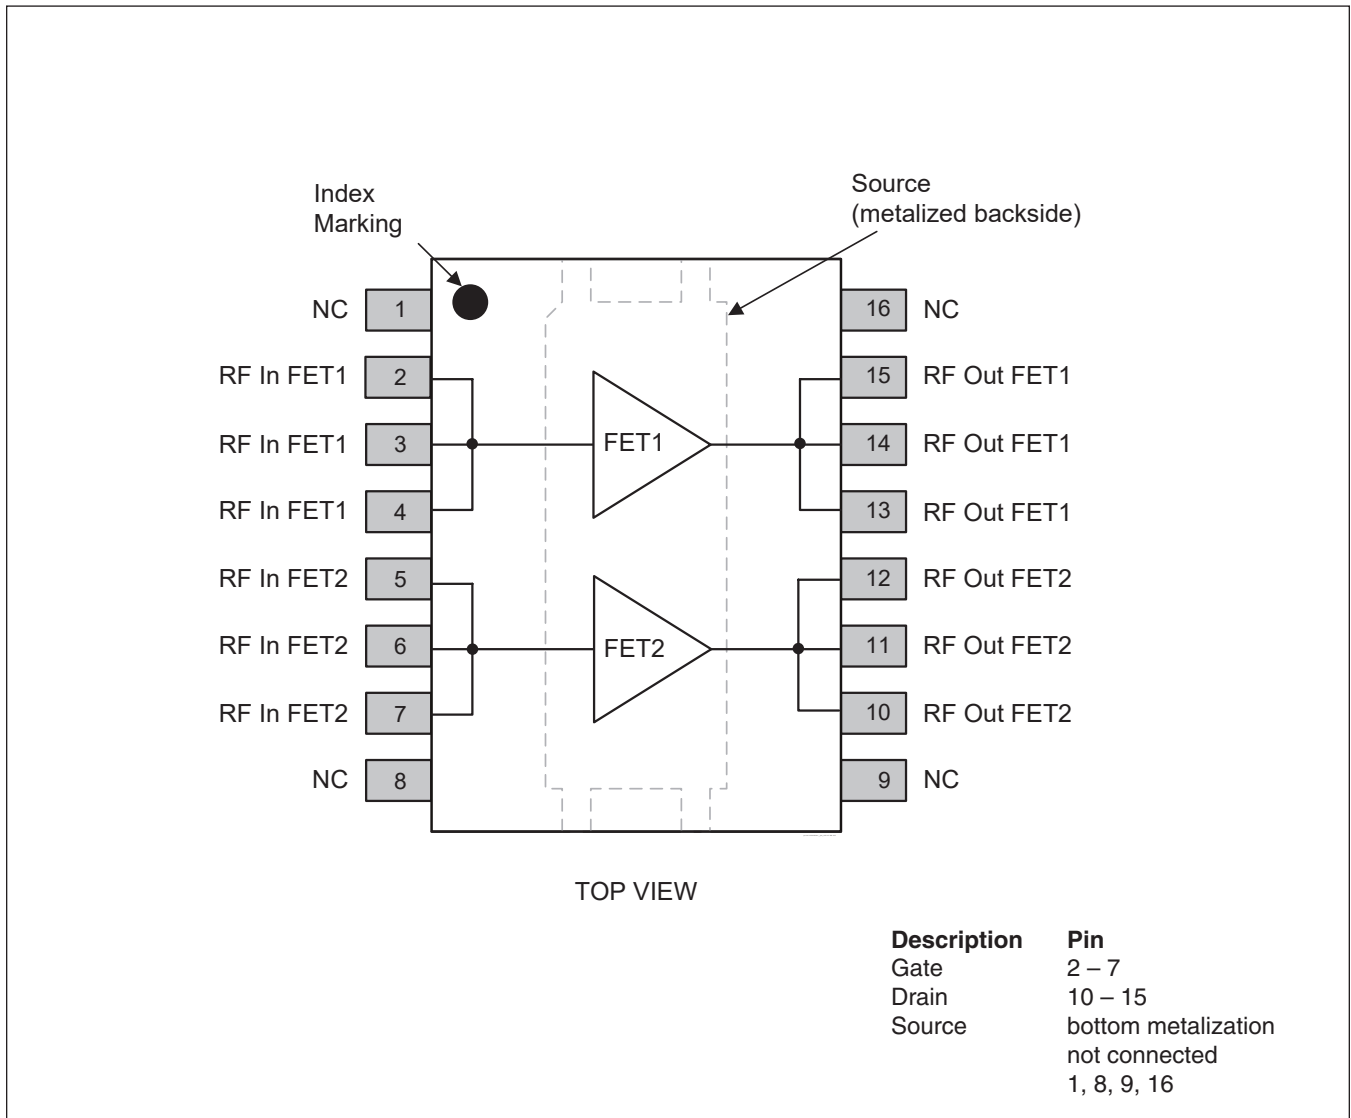 Index
Marking
Source
(metalized backside)
NC 1 16 NC
RF In FET1 2 15 RF Out FET1
RF In FET1 3 FET1 14 RF Out FET1
RF In FET1 4 13 RF Out FET1
RF In FET2 5 12 RF Out FET2
RF In FET2 6 FET2 11 RF Out FET2
RF In FET2 7 10 RF Out FET2
NC 8 9 NC
TOP VIEW
Description Pin
Gate 2 – 7
Drain 10 – 15
Source bottom metalization
not connected
1, 8, 9, 16